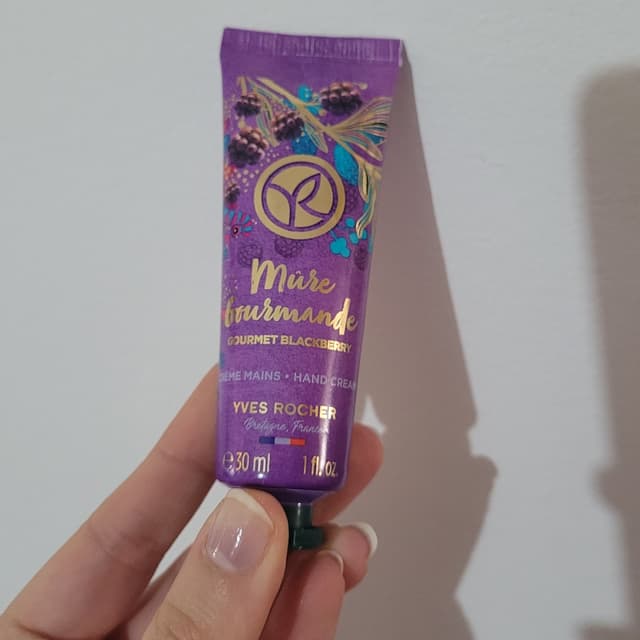 Mûre
Gourmande
GOURMET BLACKBERRY
CRÈME MAINS • HAND CREAM
YVES ROCHER
Bretagne, France
℮30 ml 1 fl. oz.